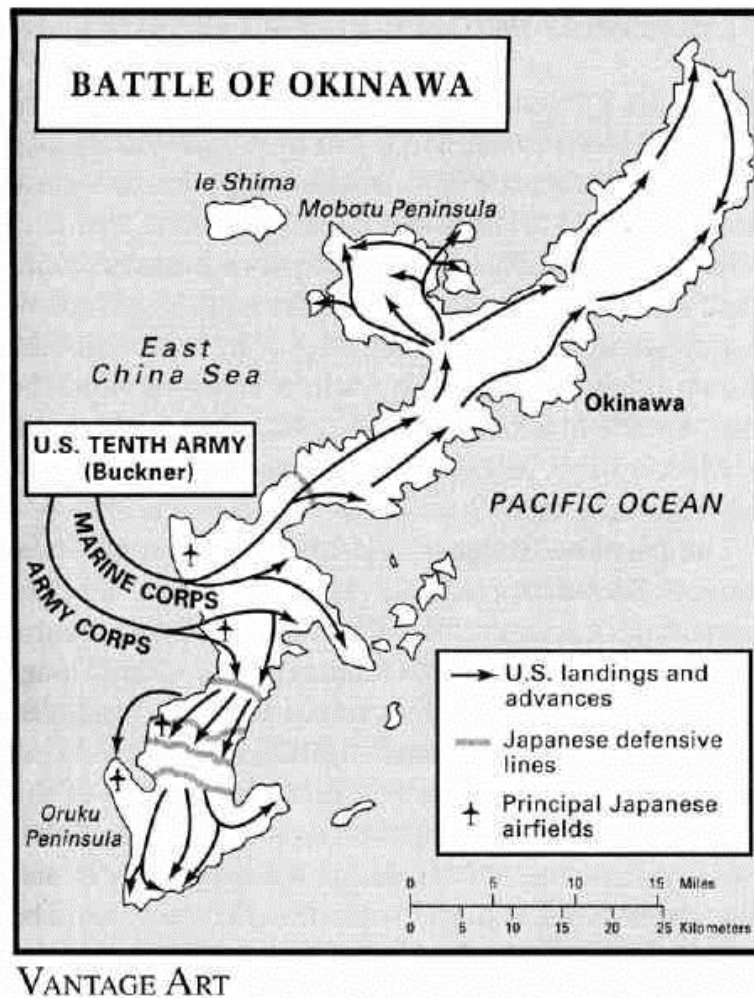 BATTLE OF OKINAWA
Ie Shima
Mobotu Peninsula
East
China Sea
Okinawa
U.S. TENTH ARMY
(Buckner)
PACIFIC OCEAN
MARINE CORPS
ARMY CORPS
U.S. landings and
advances
Japanese defensive
lines
Principal Japanese
airfields
Oruku
Peninsula
0 5 10 15 Miles
0 5 10 15 20 25 Kilometers
VANTAGE ART